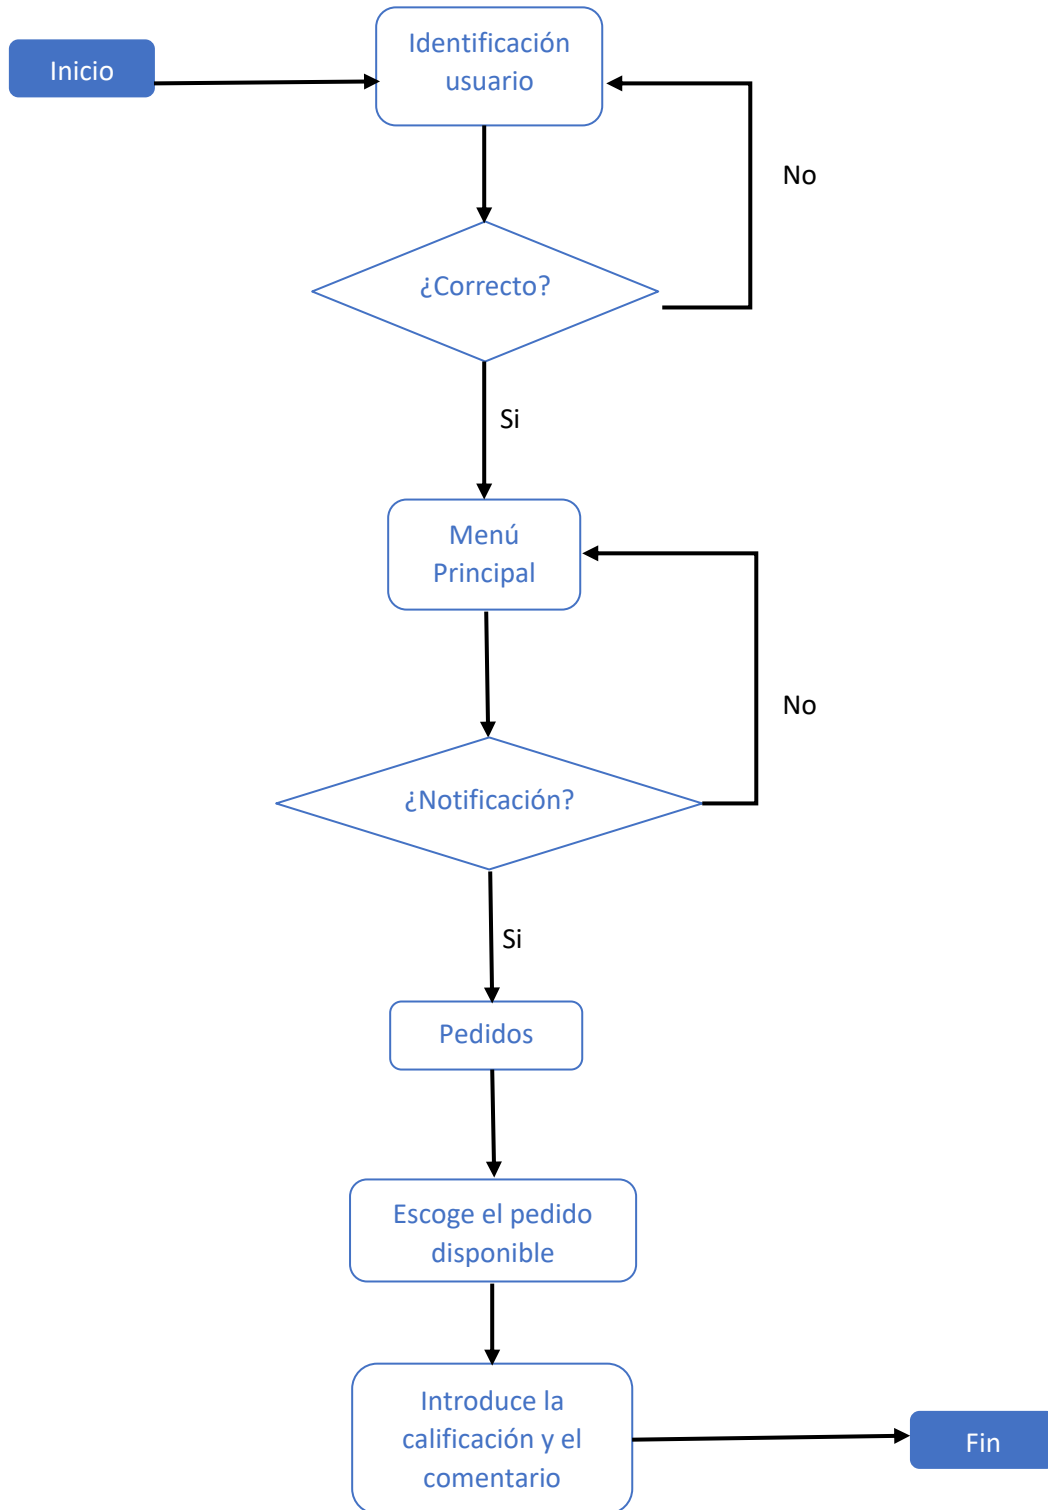 Inicio
Identificación
usuario
No
¿Correcto?
Si
Menú
Principal
No
¿Notificación?
Si
Pedidos
Escoge el pedido
disponible
Introduce la
calificación y el
comentario
Fin